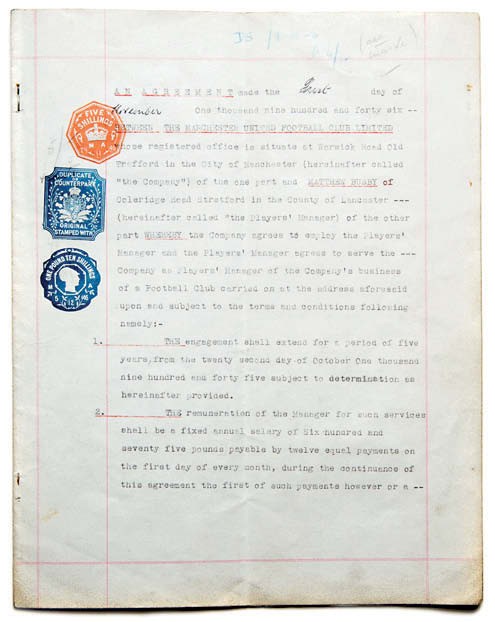 AN AGREEMENT made the First day of
November One thousand nine hundred and forty six --
BETWEEN THE MANCHESTER UNITED FOOTBALL CLUB LIMITED
whose registered office is situate at Warwick Road Old
Trafford in the City of Manchester (hereinafter called
"the Company") of the one part and MATTHEW BUSBY of
Coleridge Road Stretford in the County of Lancaster ---
(hereinafter called "the Players' Manager) of the other
part WHEREBY the Company agrees to employ the Players'
Manager and the Players' Manager agrees to serve the ---
Company as Players' Manager of the Company's business
of a Football Club carried on at the address aforesaid
upon and subject to the terms and conditions following
namely:-
1. THE engagement shall extend for a period of five
years,from the twenty second day of October One thousand
nine hundred and forty five subject to determination as
hereinafter provided.
2. THE remuneration of the Manager for such services
shall be a fixed annual salary of Six hundred and
seventy five pounds payable by twelve equal payments on
the first day of every month, during the continuance of
this agreement the first of such payments however or a --
FIVE
SHILLINGS
M A
DUPLICATE OR
COUNTERPART
ORIGINAL
STAMPED WITH
ONE POUND TEN SHILLINGS
M A